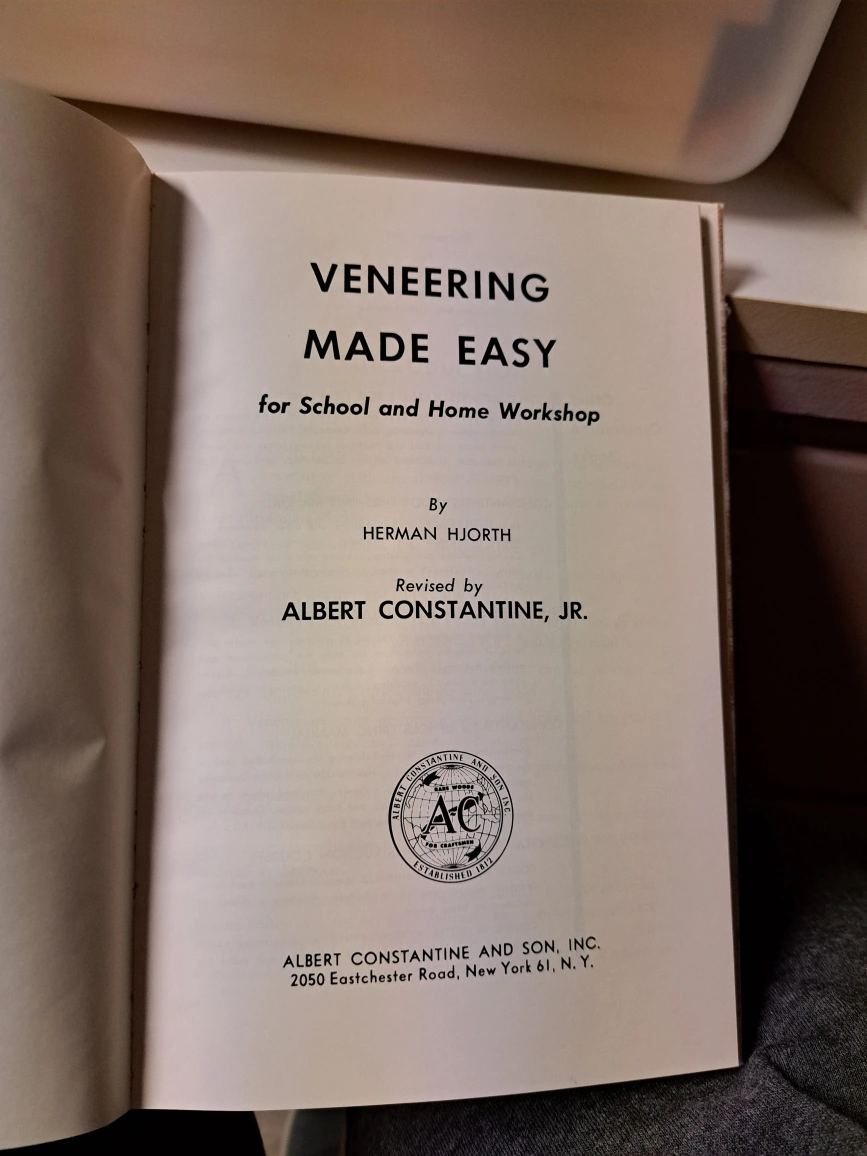 VENEERING
MADE EASY
for School and Home Workshop
By
HERMAN HJORTH
Revised by
ALBERT CONSTANTINE, JR.
ALBERT CONSTANTINE AND SON INC.
RARE WOODS
AC
FOR CRAFTSMEN
ESTABLISHED 1812
ALBERT CONSTANTINE AND SON, INC.
2050 Eastchester Road, New York 61, N. Y.